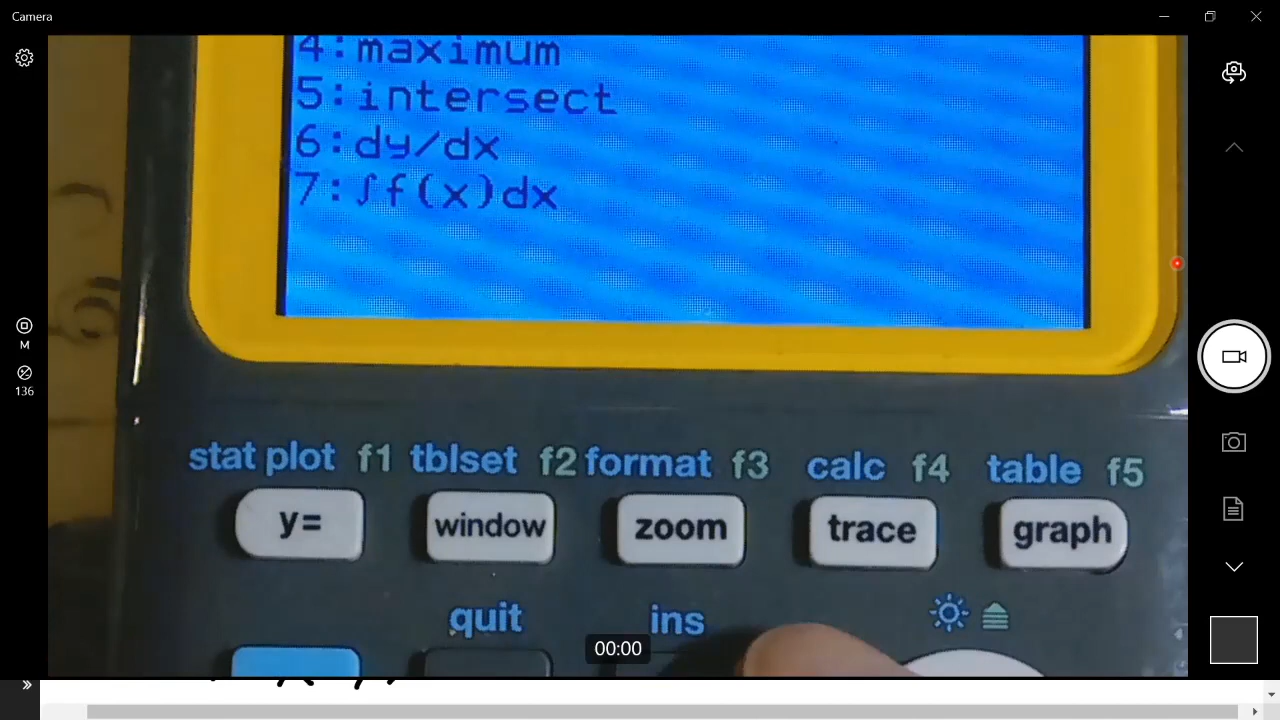 Camera
4:maximum
5:intersect
6:dy/dx
7:∫f(x)dx
M
136
stat plot f1 tblset f2 format f3 calc f4 table f5
y= window zoom trace graph
quit ins
00:00